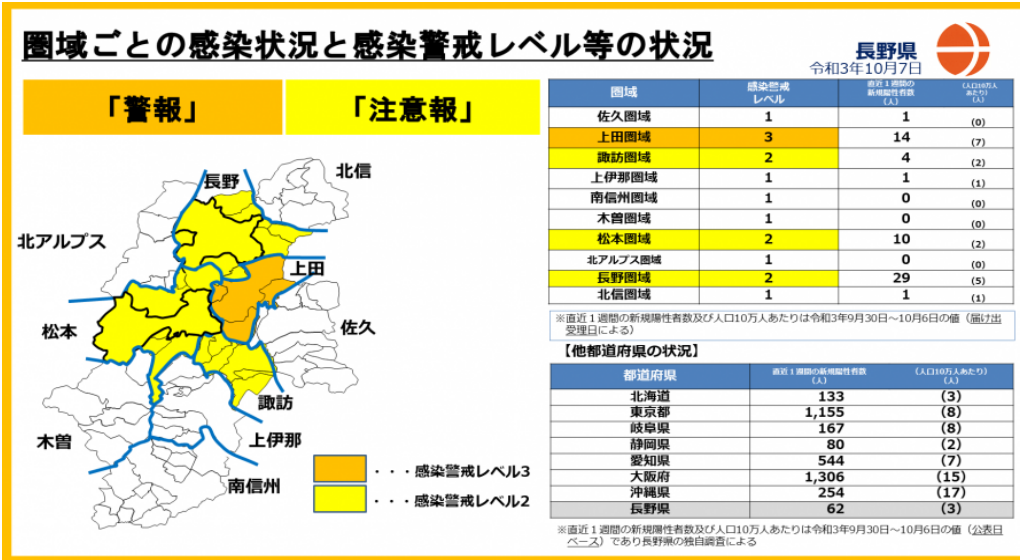 圏域ごとの感染状況と感染警戒レベル等の状況
長野県
令和3年10月7日
「警報」
「注意報」
北信
長野
北アルプス
上田
松本
佐久
諏訪
木曽
上伊那
南信州
・・・感染警戒レベル3
・・・感染警戒レベル2
圏域 感染警戒レベル 直近1週間の新規陽性者数(人) (人口10万人あたり)(人)
佐久圏域 1 1 (0)
上田圏域 3 14 (7)
諏訪圏域 2 4 (2)
上伊那圏域 1 1 (1)
南信州圏域 1 0 (0)
木曽圏域 1 0 (0)
松本圏域 2 10 (2)
北アルプス圏域 1 0 (0)
長野圏域 2 29 (5)
北信圏域 1 1 (1)
※直近1週間の新規陽性者数及び人口10万人あたりは令和3年9月30日～10月6日の値(届け出
受理日による)
【他都道府県の状況】
都道府県 直近1週間の新規陽性者数(人) (人口10万人あたり)(人)
北海道 133 (3)
東京都 1,155 (8)
岐阜県 167 (8)
静岡県 80 (2)
愛知県 544 (7)
大阪府 1,306 (15)
沖縄県 254 (17)
長野県 62 (3)
※直近1週間の新規陽性者数及び人口10万人あたりは令和3年9月30日～10月6日の値(公表日
ベース)であり長野県の独自調査による